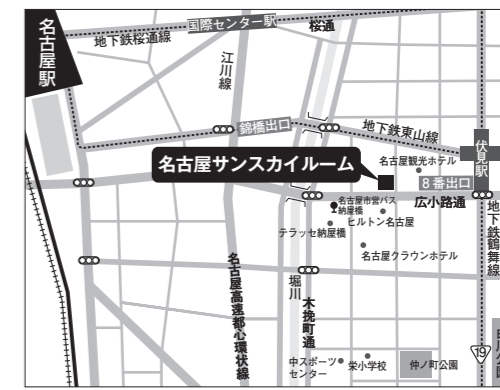 名古屋駅
国際センター駅
桜通
地下鉄桜通線
江川線
錦橋出口
地下鉄東山線
伏見駅
名古屋サンスカイルーム
名古屋観光ホテル
8番出口
名古屋市営バス
納屋橋
広小路通
ヒルトン名古屋
テラッセ納屋橋
地下鉄鶴舞線
名古屋クラウンホテル
名古屋高速都心環状線
堀川
木挽町通
中スポーツ
センター
栄小学校
仲ノ町公園
19